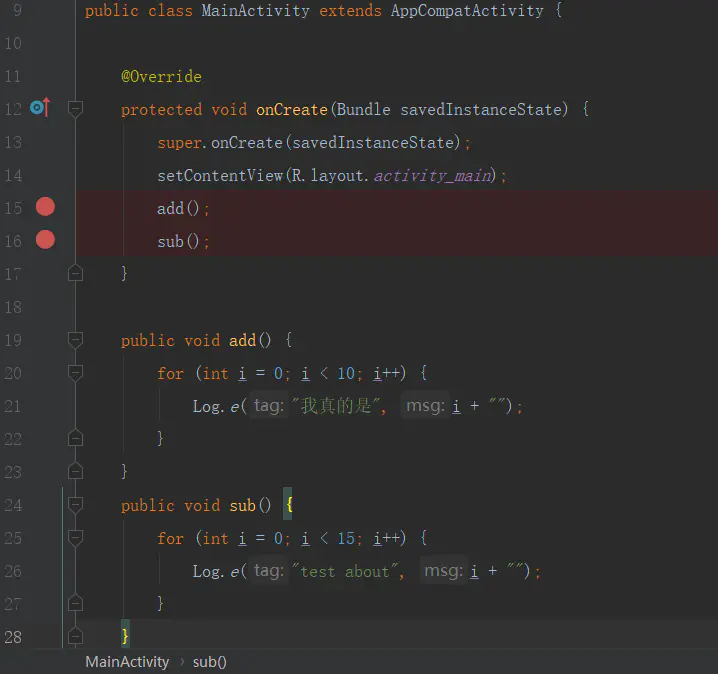 9 public class MainActivity extends AppCompatActivity {
10
11 @Override
12 protected void onCreate(Bundle savedInstanceState) {
13 super.onCreate(savedInstanceState);
14 setContentView(R.layout.activity_main);
15 add();
16 sub();
17 }
18
19 public void add() {
20 for (int i = 0; i < 10; i++) {
21 Log.e( tag: "我真的是", msg: i + "");
22 }
23 }
24 public void sub() {
25 for (int i = 0; i < 15; i++) {
26 Log.e( tag: "test about", msg: i + "");
27 }
28 }
MainActivity › sub()